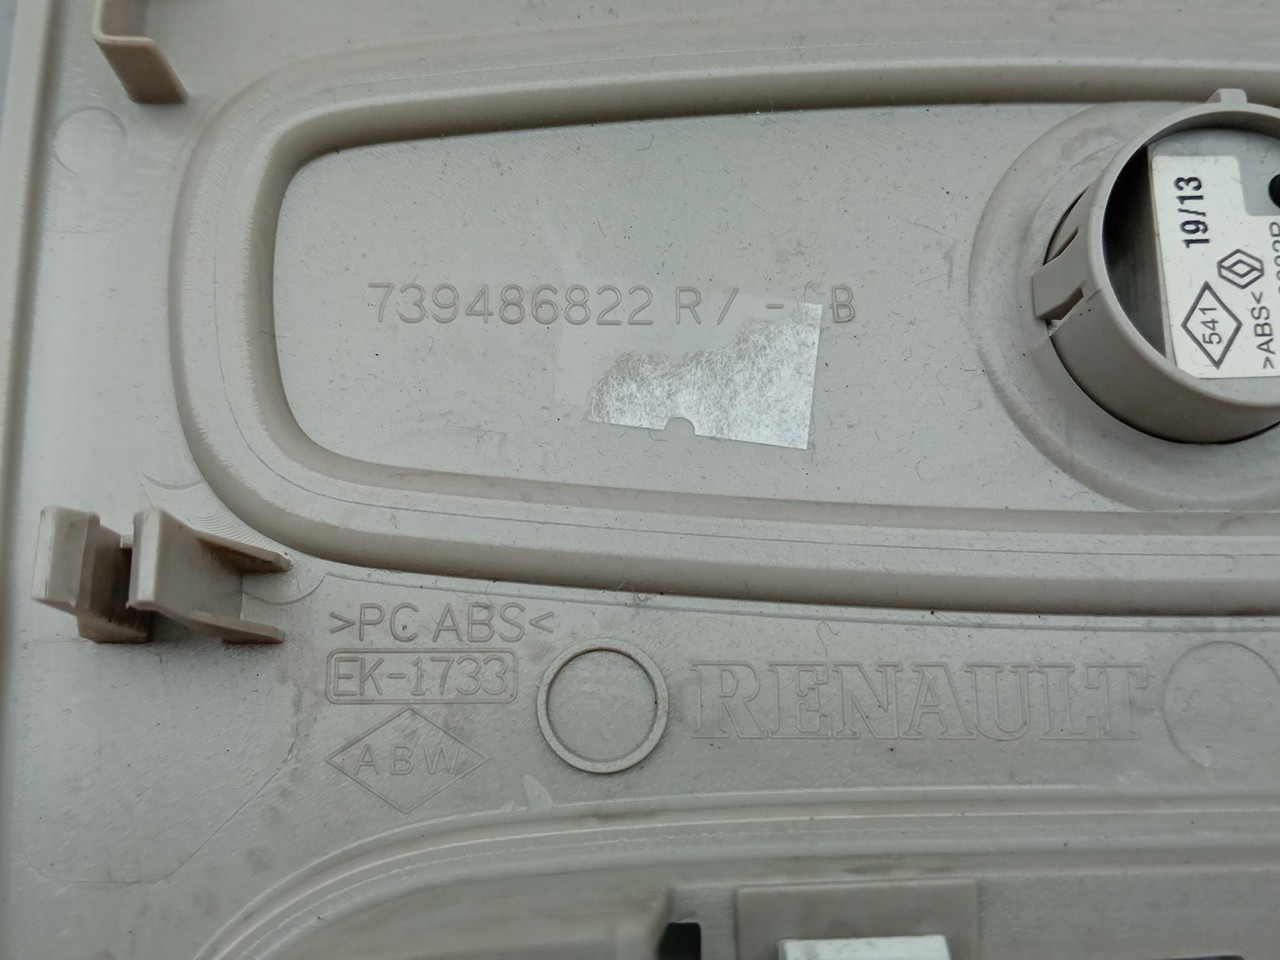 739486822 R / - B
19/13
541
>ABS<
>PC ABS<
EK-1733
ABW
RENAULT